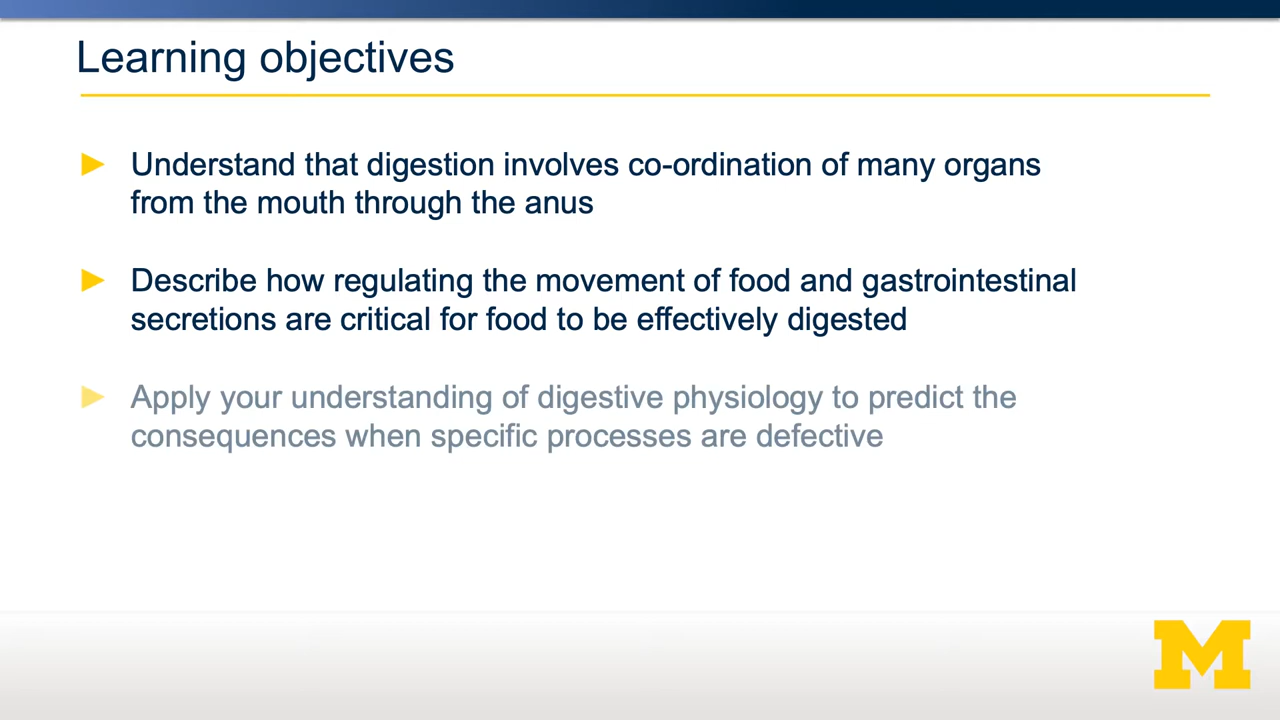 Learning objectives
Understand that digestion involves co-ordination of many organs
from the mouth through the anus
Describe how regulating the movement of food and gastrointestinal
secretions are critical for food to be effectively digested
Apply your understanding of digestive physiology to predict the
consequences when specific processes are defective
M